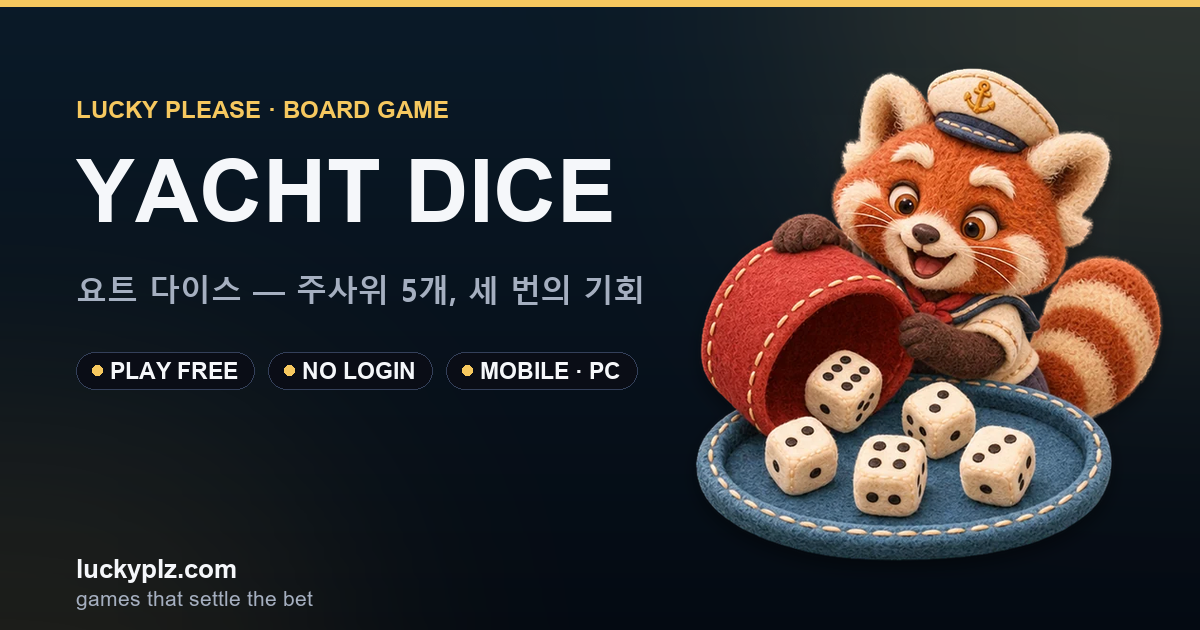 LUCKY PLEASE · BOARD GAME
YACHT DICE
요트 다이스 — 주사위 5개, 세 번의 기회
PLAY FREE
NO LOGIN
MOBILE · PC
luckyplz.com
games that settle the bet